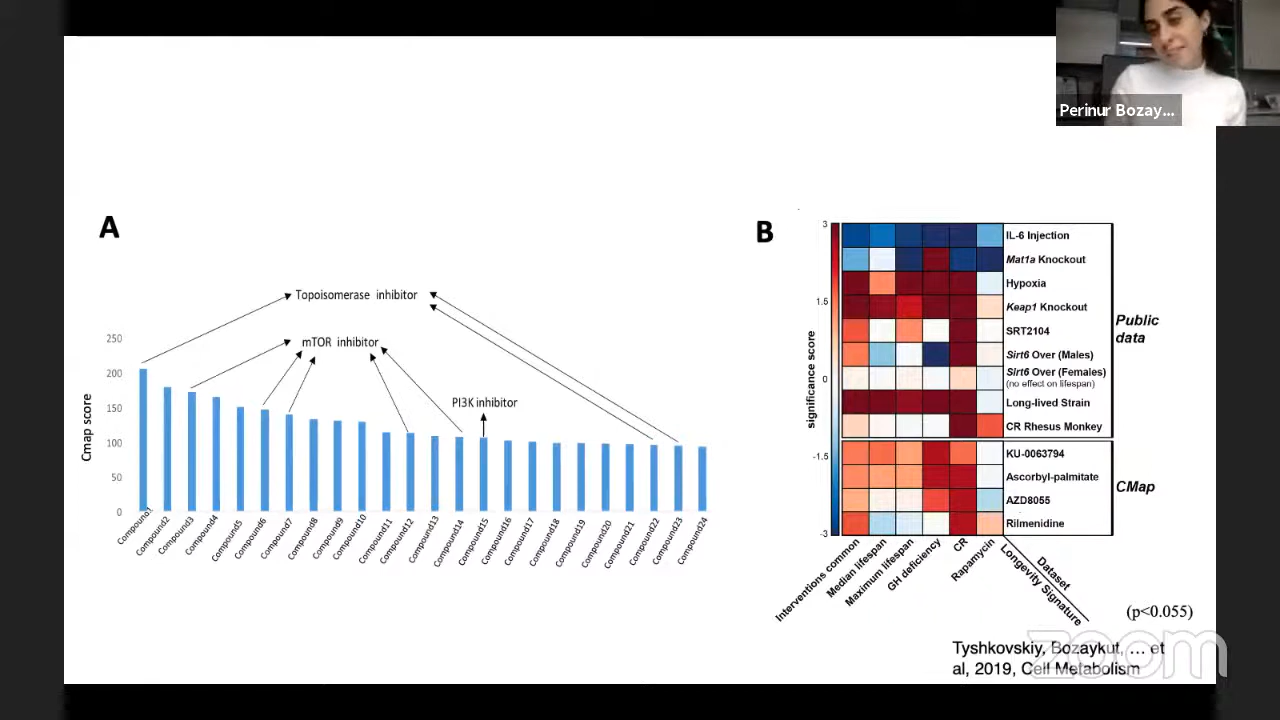 Perinur Bozay...
A
Topoisomerase inhibitor
mTOR inhibitor
PI3K inhibitor
Cmap score
250
200
150
100
50
0
Compound1
Compound2
Compound3
Compound4
Compound5
Compound6
Compound7
Compound8
Compound9
Compound10
Compound11
Compound12
Compound13
Compound14
Compound15
Compound16
Compound17
Compound18
Compound19
Compound20
Compound21
Compound22
Compound23
Compound24
B
significance score
3
1.5
0
-1.5
-3
IL-6 Injection
Mat1a Knockout
Hypoxia
Keap1 Knockout
SRT2104
Sirt6 Over (Males)
Sirt6 Over (Females)
(no effect on lifespan)
Long-lived Strain
CR Rhesus Monkey
Public
data
KU-0063794
Ascorbyl-palmitate
AZD8055
Rilmenidine
CMap
Interventions common
Median lifespan
Maximum lifespan
GH deficiency
CR
Rapamycin
Dataset
Longevity Signature
(p<0.055)
Tyshkovskiy, Bozaykut, ... et
al, 2019, Cell Metabolism
zoom